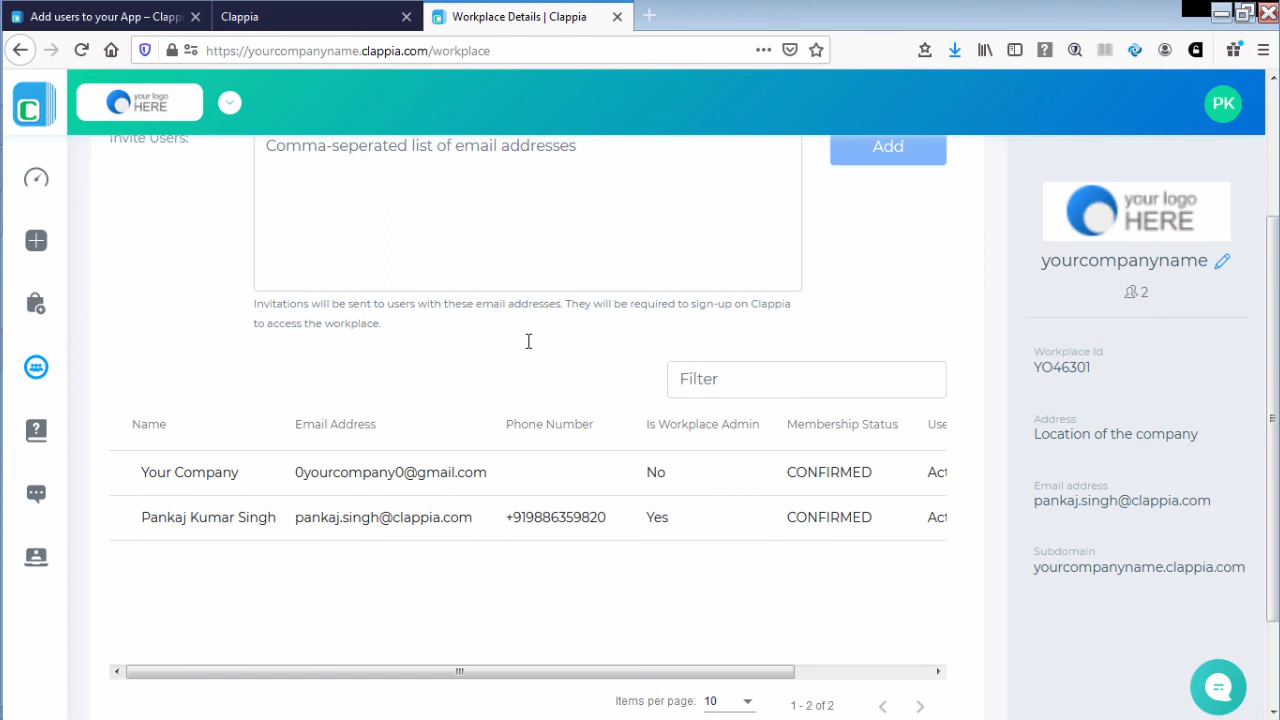 Add users to your App – Clappi
Clappia
Workplace Details | Clappia
https://yourcompanyname.clappia.com/workplace
your logo
HERE
PK
Invite Users:
Comma-seperated list of email addresses
Add
Invitations will be sent to users with these email addresses. They will be required to sign-up on Clappia
to access the workplace.
Filter
Name Email Address Phone Number Is Workplace Admin Membership Status Use
Your Company 0yourcompany0@gmail.com No CONFIRMED Act
Pankaj Kumar Singh pankaj.singh@clappia.com +919886359820 Yes CONFIRMED Act
Items per page: 10 1 - 2 of 2
your logo
HERE
yourcompanyname
2
Workplace Id
YO46301
Address
Location of the company
Email address
pankaj.singh@clappia.com
Subdomain
yourcompanyname.clappia.com